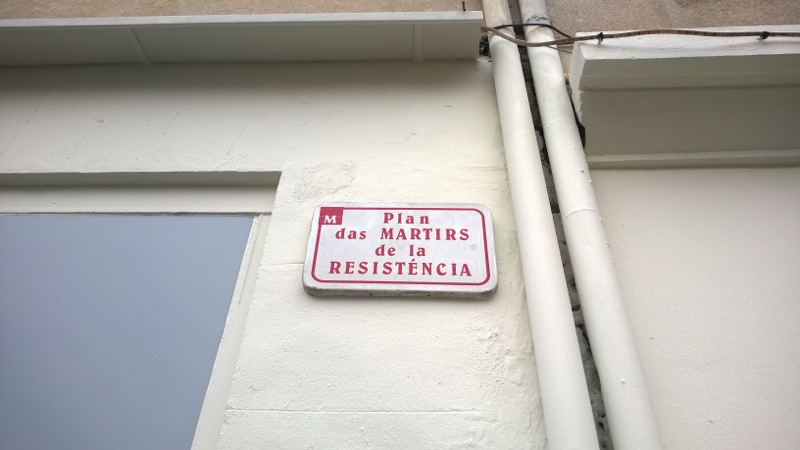 M
Plan
das MARTIRS
de la
RESISTÉNCIA